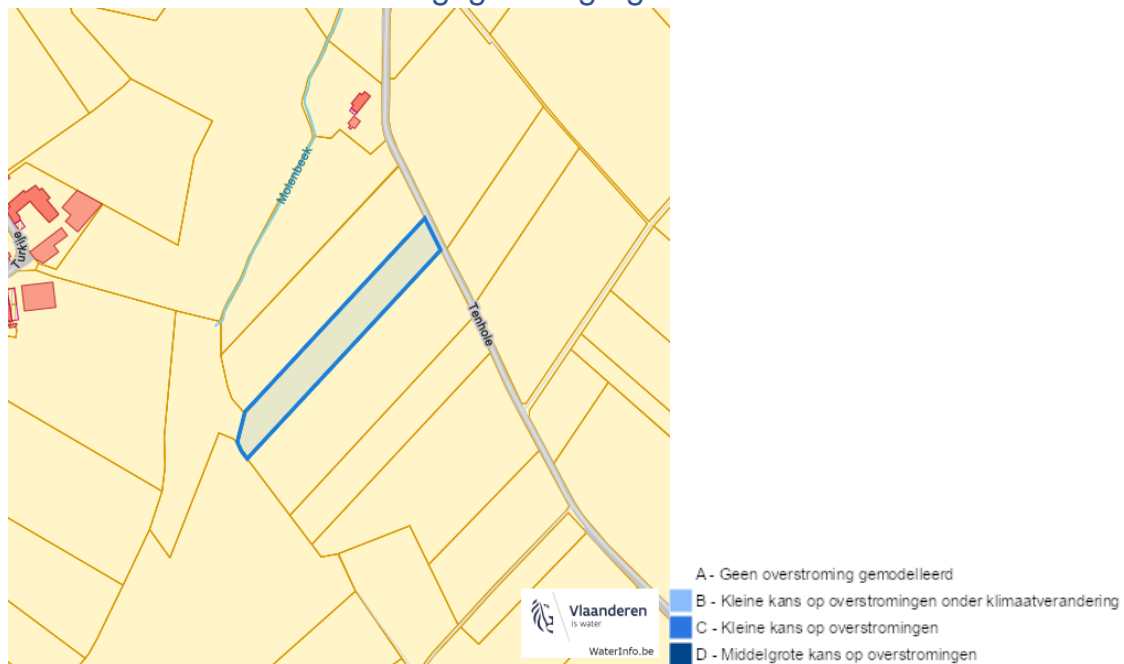 Molenbeek
Turkije
Tenhole
Vlaanderen
is water
WaterInfo.be
A - Geen overstroming gemodelleerd
B - Kleine kans op overstromingen onder klimaatverandering
C - Kleine kans op overstromingen
D - Middelgrote kans op overstromingen